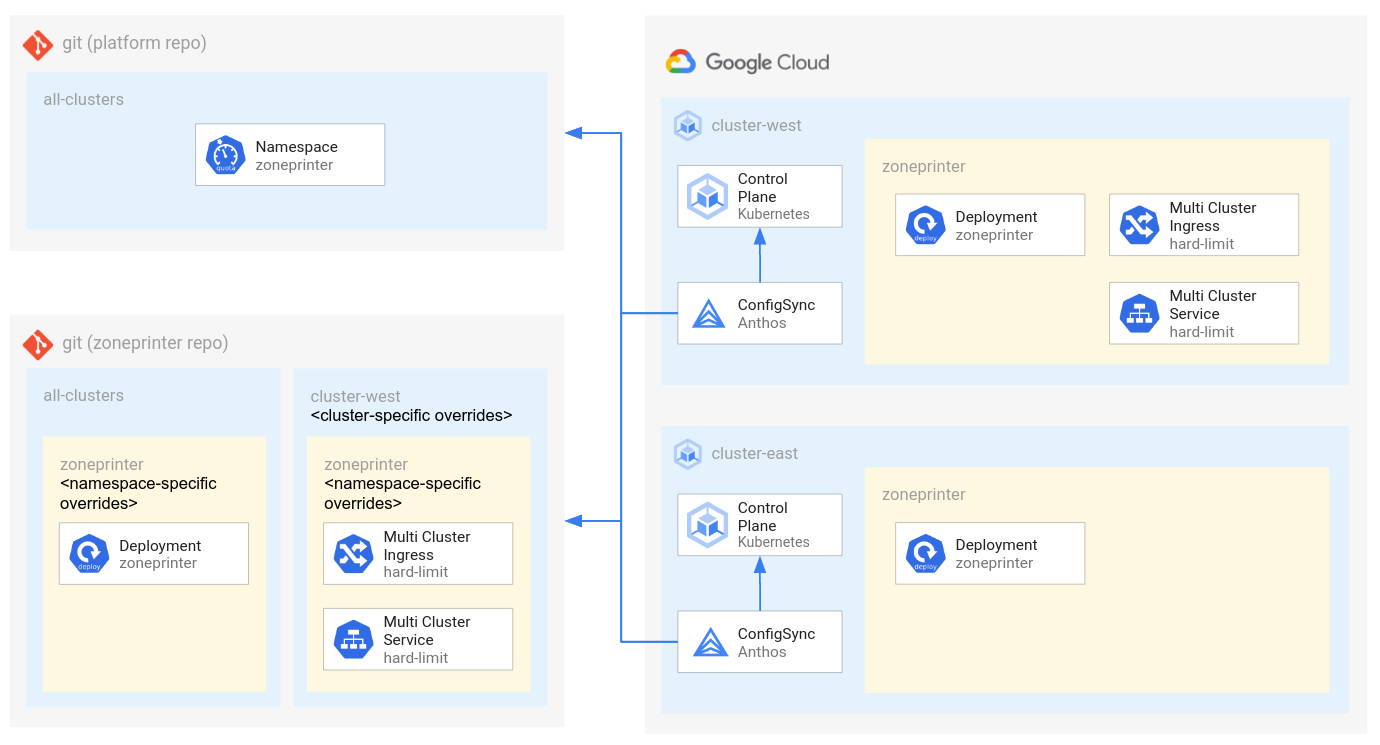 git (platform repo)
all-clusters
quota
Namespace
zoneprinter
git (zoneprinter repo)
all-clusters
zoneprinter
<namespace-specific
overrides>
deploy
Deployment
zoneprinter
cluster-west
<cluster-specific overrides>
zoneprinter
<namespace-specific
overrides>
Multi Cluster
Ingress
hard-limit
Multi Cluster
Service
hard-limit
Google Cloud
cluster-west
Control
Plane
Kubernetes
ConfigSync
Anthos
zoneprinter
deploy
Deployment
zoneprinter
Multi Cluster
Ingress
hard-limit
Multi Cluster
Service
hard-limit
cluster-east
Control
Plane
Kubernetes
ConfigSync
Anthos
zoneprinter
deploy
Deployment
zoneprinter